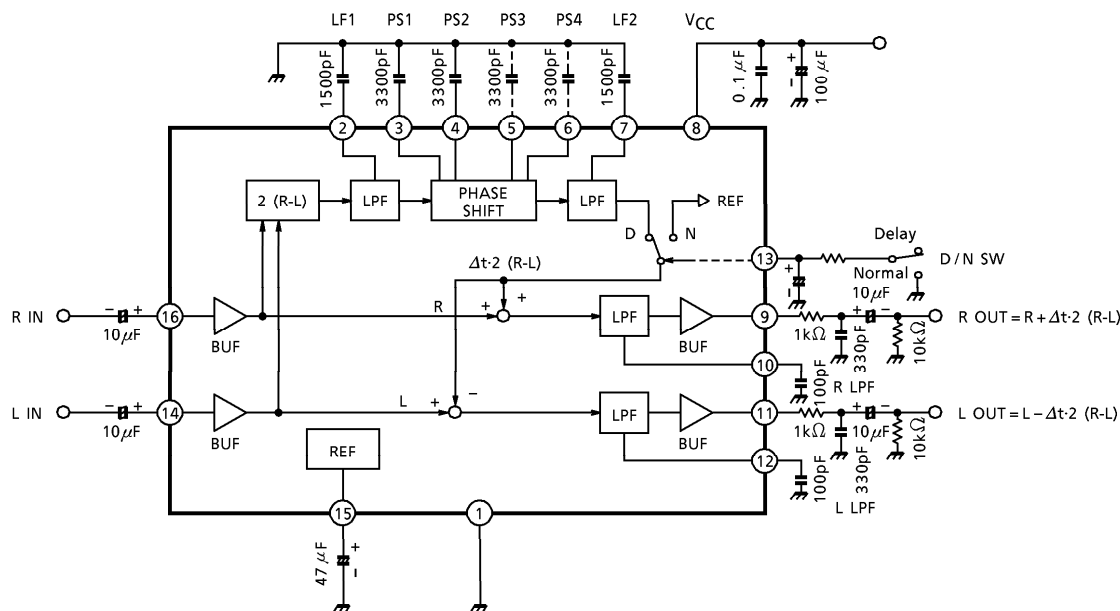 LF1 PS1 PS2 PS3 PS4 LF2 VCC
1500pF 3300pF 3300pF 3300pF 3300pF 1500pF 0.1μF + - 100μF
2 3 4 5 6 7 8
2 (R-L) LPF PHASE SHIFT LPF REF
D N
Delay
13 D/N SW
Normal
+ -
Δt·2 (R-L)
R IN - + 10μF 16 BUF R + + LPF BUF 9 1kΩ 330pF + 10μF - 10kΩ R OUT=R+Δt·2 (R-L)
10 100pF R LPF
L IN - + 10μF 14 BUF L + - LPF BUF 11 1kΩ 330pF + 10μF - 10kΩ L OUT=L-Δt·2 (R-L)
12 100pF L LPF
REF
15 1
47μF + -